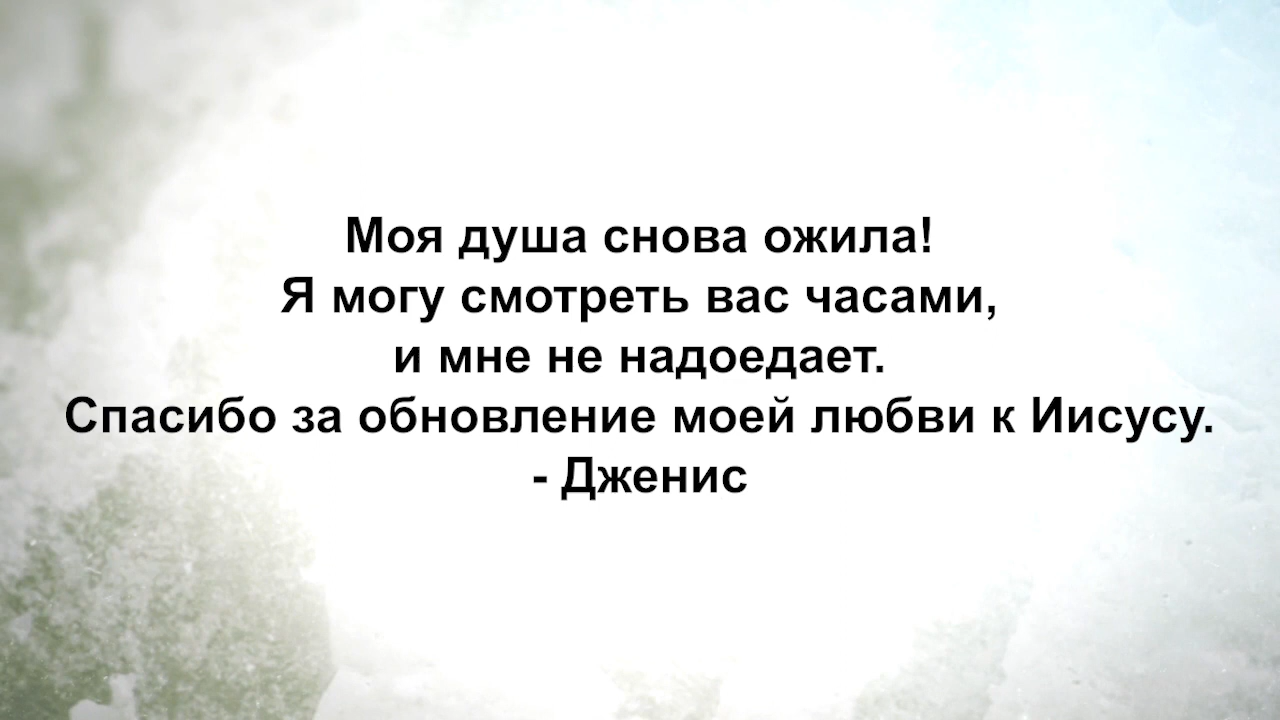 Моя душа снова ожила!
Я могу смотреть вас часами,
и мне не надоедает.
Спасибо за обновление моей любви к Иисусу.
- Дженис